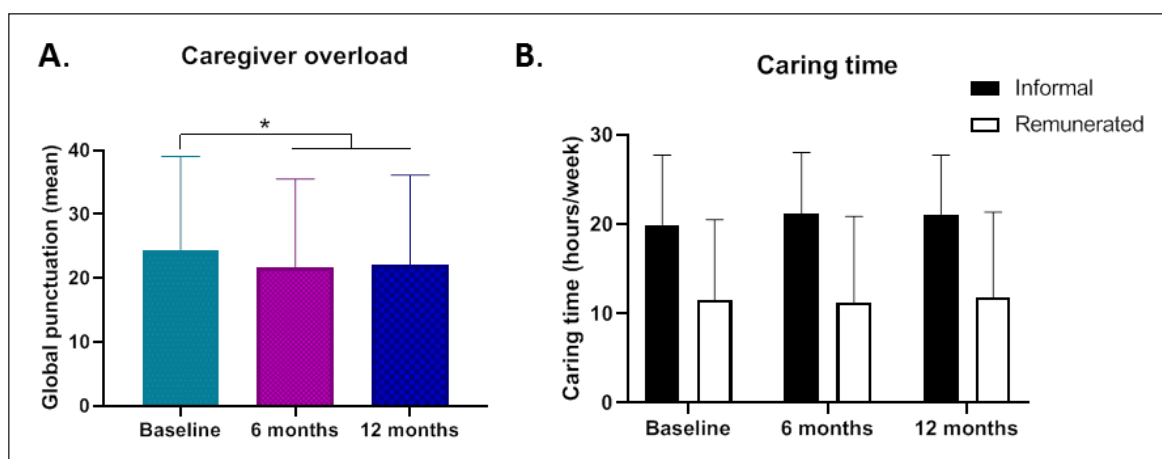 A.
Caregiver overload
*
Global punctuation (mean)
40
30
20
10
0
Baseline
6 months
12 months
B.
Caring time
Informal
Remunerated
Caring time (hours/week)
30
20
10
0
Baseline
6 months
12 months